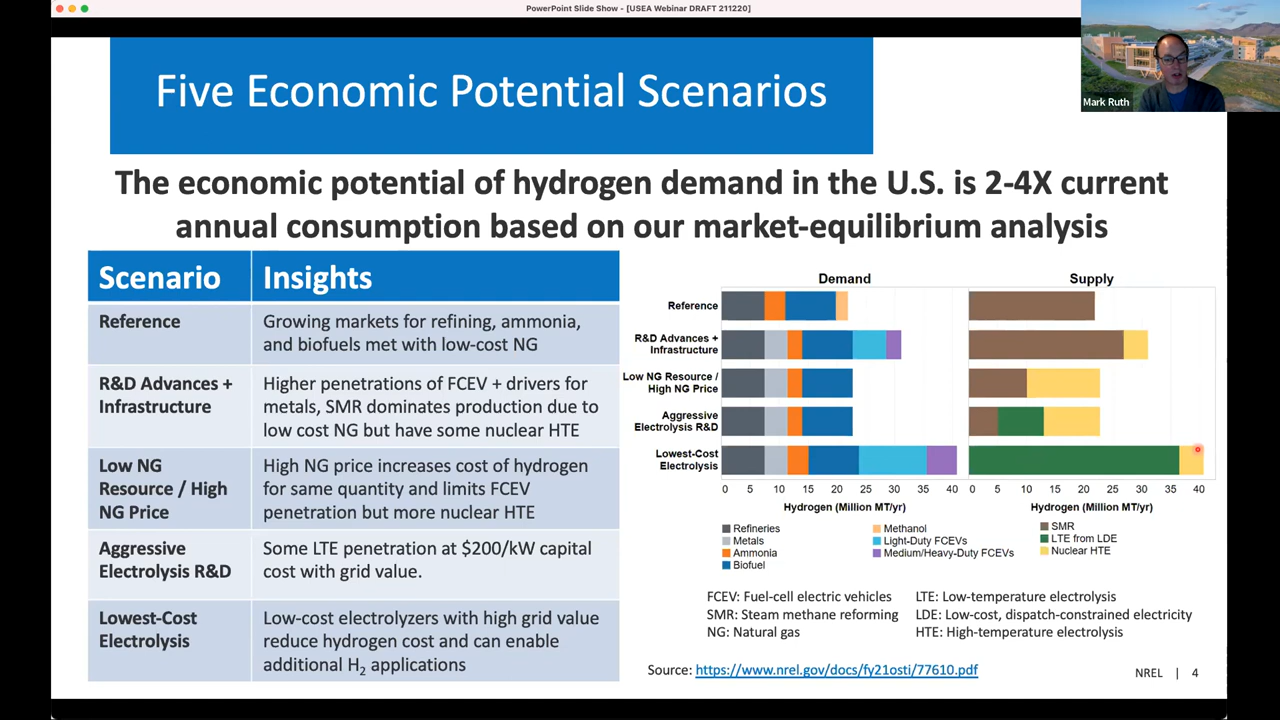 PowerPoint Slide Show - [USEA Webinar DRAFT 211220]
Mark Ruth
Five Economic Potential Scenarios
The economic potential of hydrogen demand in the U.S. is 2-4X current
annual consumption based on our market-equilibrium analysis
Scenario
Insights
Reference
Growing markets for refining, ammonia,
and biofuels met with low-cost NG
R&D Advances +
Infrastructure
Higher penetrations of FCEV + drivers for
metals, SMR dominates production due to
low cost NG but have some nuclear HTE
Low NG
Resource / High
NG Price
High NG price increases cost of hydrogen
for same quantity and limits FCEV
penetration but more nuclear HTE
Aggressive
Electrolysis R&D
Some LTE penetration at $200/kW capital
cost with grid value.
Lowest-Cost
Electrolysis
Low-cost electrolyzers with high grid value
reduce hydrogen cost and can enable
additional H2 applications
Demand
Supply
Reference
R&D Advances +
Infrastructure
Low NG Resource /
High NG Price
Aggressive
Electrolysis R&D
Lowest-Cost
Electrolysis
0 5 10 15 20 25 30 35 40
0 5 10 15 20 25 30 35 40
Hydrogen (Million MT/yr)
Hydrogen (Million MT/yr)
Refineries
Metals
Ammonia
Biofuel
Methanol
Light-Duty FCEVs
Medium/Heavy-Duty FCEVs
SMR
LTE from LDE
Nuclear HTE
FCEV: Fuel-cell electric vehicles
SMR: Steam methane reforming
NG: Natural gas
LTE: Low-temperature electrolysis
LDE: Low-cost, dispatch-constrained electricity
HTE: High-temperature electrolysis
Source: https://www.nrel.gov/docs/fy21osti/77610.pdf
NREL | 4